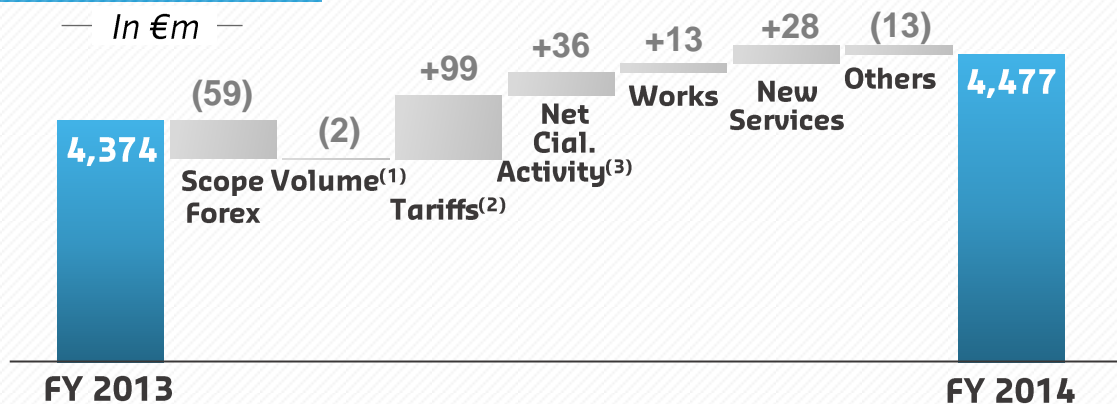 In €m
4,374
(59)
Scope
Forex
(2)
Volume(1)
+99
Tariffs(2)
+36
Net
Cial.
Activity(3)
+13
Works
+28
New
Services
(13)
Others
4,477
FY 2013
FY 2014